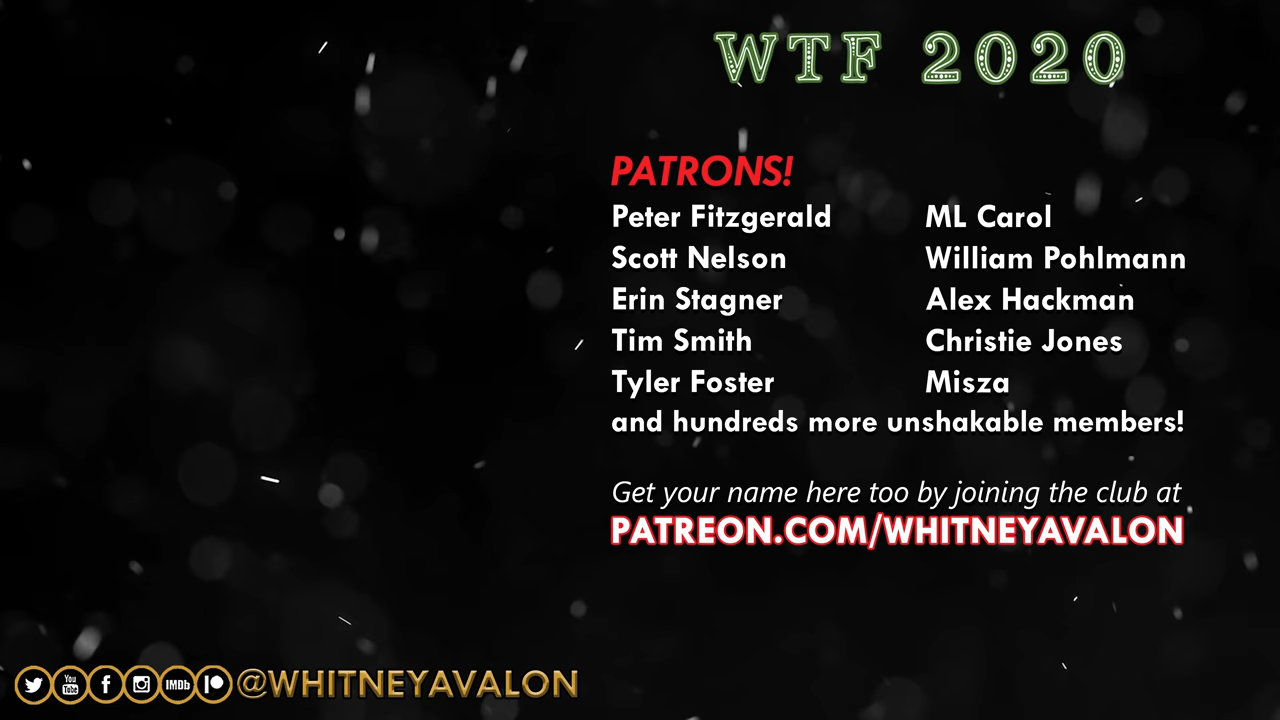 WTF 2020
PATRONS!
Peter Fitzgerald
Scott Nelson
Erin Stagner
Tim Smith
Tyler Foster
ML Carol
William Pohlmann
Alex Hackman
Christie Jones
Misza
and hundreds more unshakable members!
Get your name here too by joining the club at
PATREON.COM/WHITNEYAVALON
You Tube
IMDb
@WHITNEYAVALON